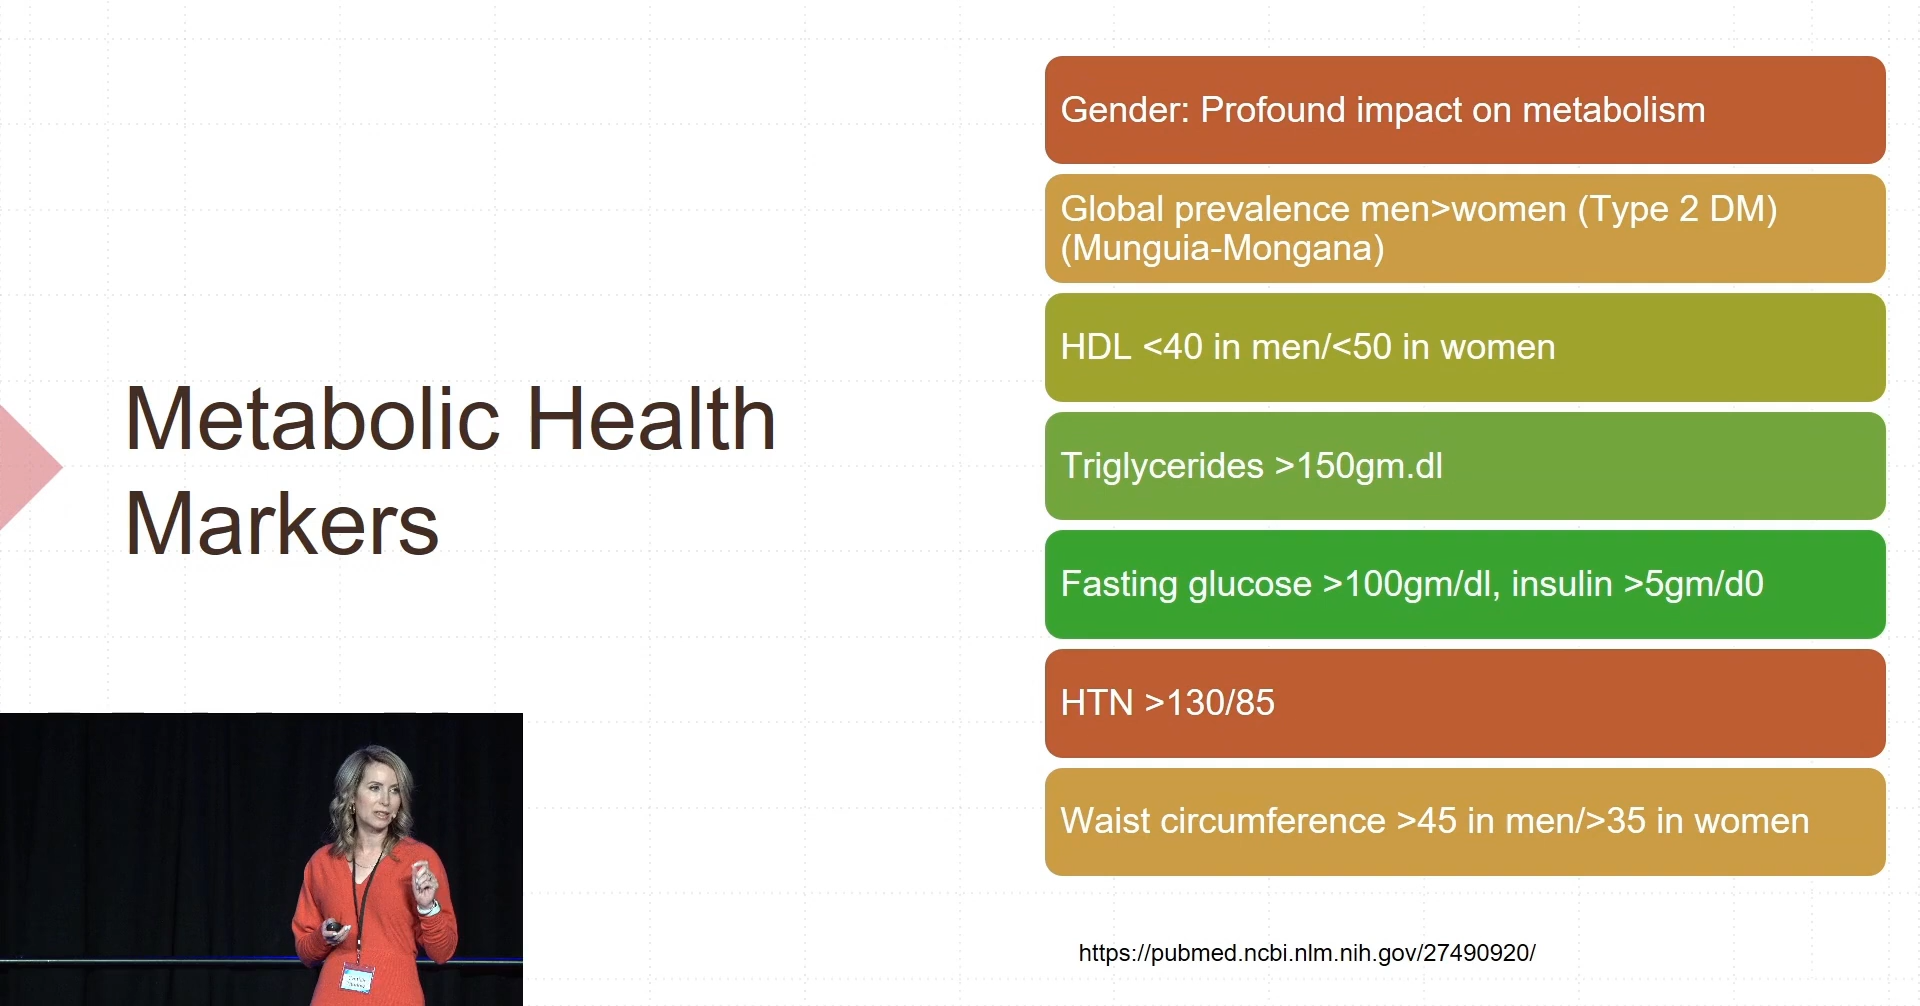 Metabolic Health
Markers
Gender: Profound impact on metabolism
Global prevalence men>women (Type 2 DM)
(Munguia-Mongana)
HDL <40 in men/<50 in women
Triglycerides >150gm.dl
Fasting glucose >100gm/dl, insulin >5gm/d0
HTN >130/85
Waist circumference >45 in men/>35 in women
https://pubmed.ncbi.nlm.nih.gov/27490920/